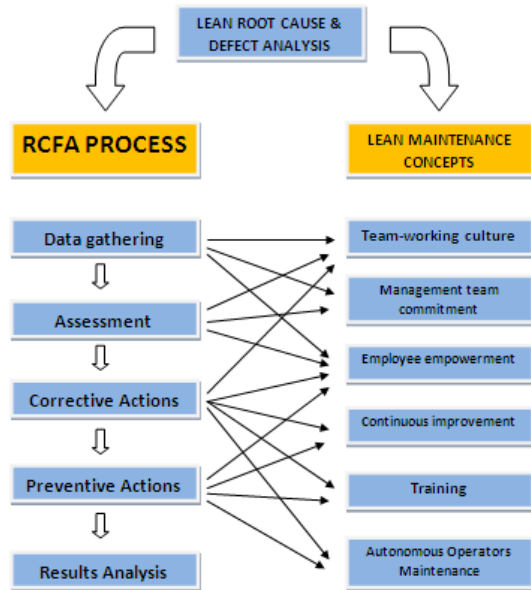 LEAN ROOT CAUSE &
DEFECT ANALYSIS
RCFA PROCESS
LEAN MAINTENANCE
CONCEPTS
Data gathering
Assessment
Corrective Actions
Preventive Actions
Results Analysis
Team-working culture
Management team
commitment
Employee empowerment
Continuous improvement
Training
Autonomous Operators
Maintenance